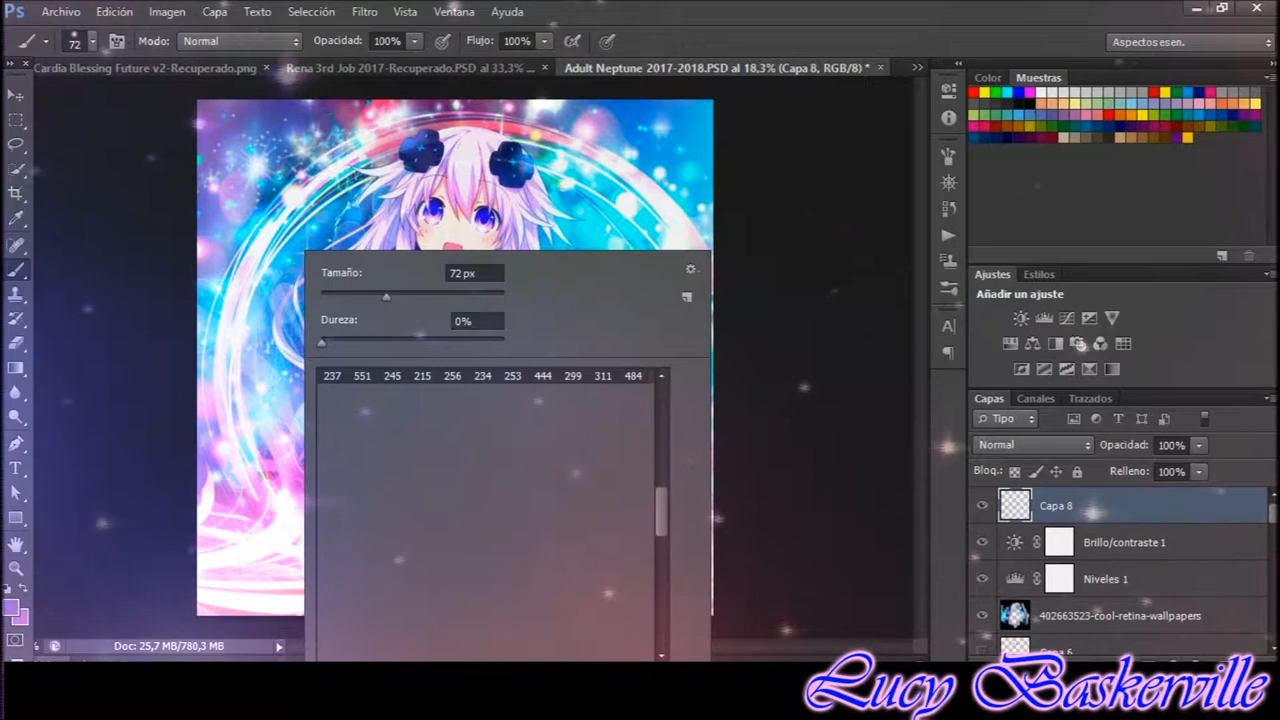 Ps Archivo Edición Imagen Capa Texto Selección Filtro Vista Ventana Ayuda
72 Modo: Normal Opacidad: 100% Flujo: 100% Aspectos esen.
Cardia Blessing Future v2-Recuperado.png × Rena 3rd Job 2017-Recuperado.PSD al 33,3% ... × Adult Neptune 2017-2018.PSD al 18,3% (Capa 8, RGB/8) * ×
Color Muestras
Tamaño: 72 px
Dureza: 0%
237 551 245 215 256 234 253 444 299 311 484
Ajustes Estilos
Añadir un ajuste
Capas Canales Trazados
Tipo
Normal Opacidad: 100%
Bloq.: Relleno: 100%
Capa 8
Brillo/contraste 1
Niveles 1
402663523-cool-retina-wallpapers
Capa 6
% Doc: 25,7 MB/780,3 MB
Lucy Baskerville